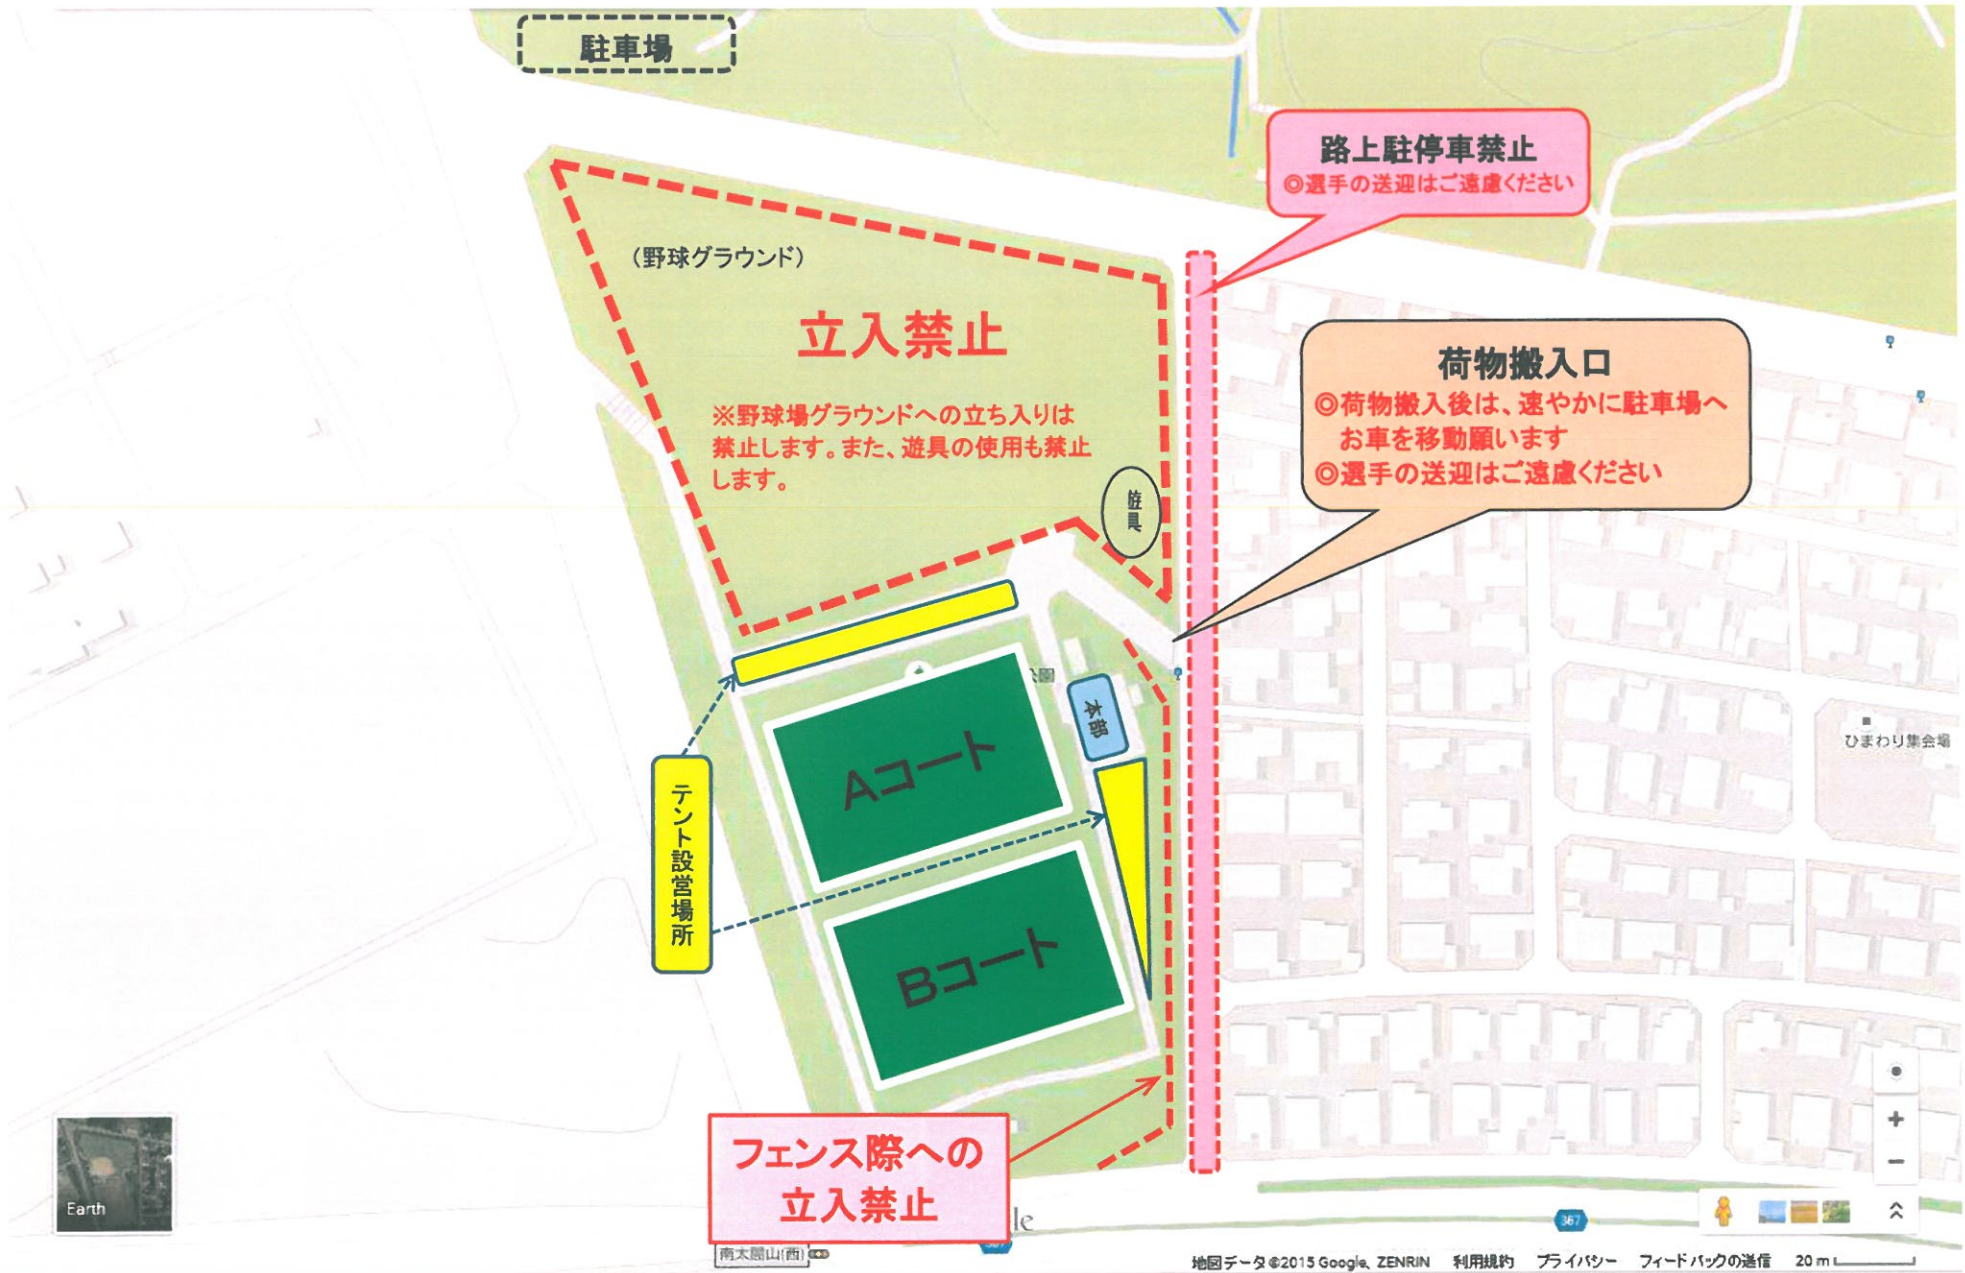 駐車場
路上駐停車禁止
◎選手の送迎はご遠慮ください
（野球グラウンド）
立入禁止
※野球場グラウンドへの立ち入りは
禁止します。また、遊具の使用も禁止
します。
遊具
荷物搬入口
◎荷物搬入後は、速やかに駐車場へ
お車を移動願います
◎選手の送迎はご遠慮ください
公園
本部
Aコート
ひまわり集会場
テント設営場所
Bコート
フェンス際への
立入禁止
Earth
le
367
南太閤山(西)
地図データ ©2015 Google, ZENRIN 利用規約 プライバシー フィードバックの送信 20 m